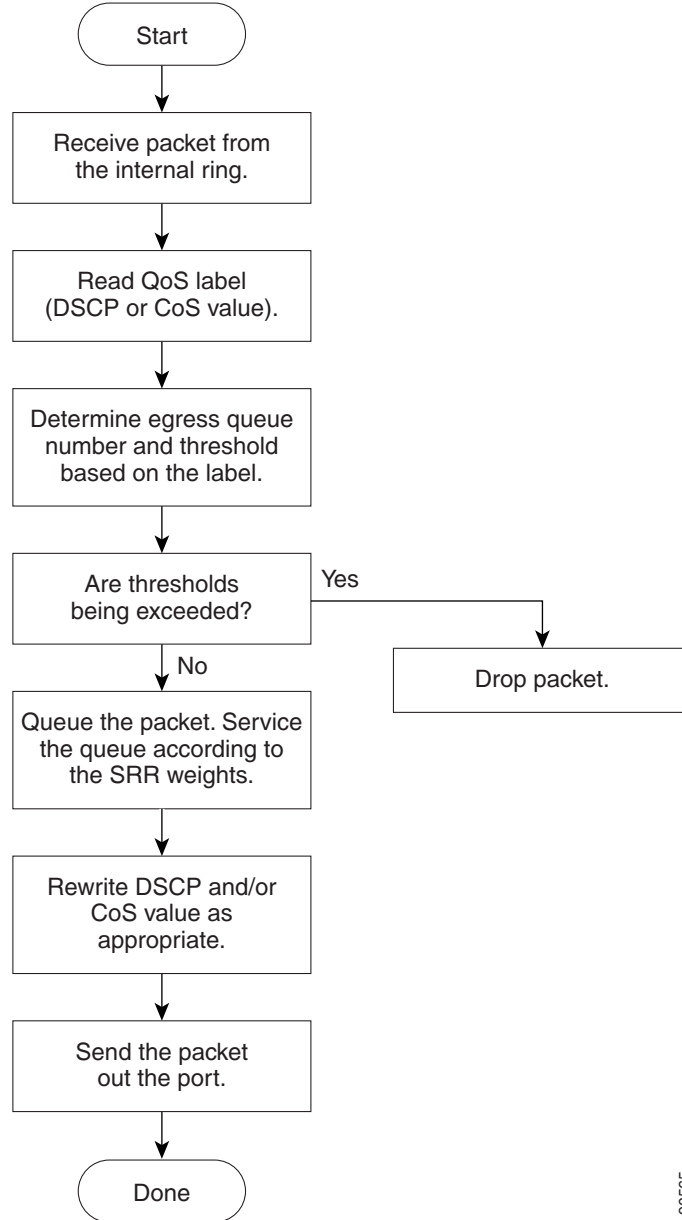 Start
Receive packet from
the internal ring.
Read QoS label
(DSCP or CoS value).
Determine egress queue
number and threshold
based on the label.
Are thresholds
being exceeded?
Yes
Drop packet.
No
Queue the packet. Service
the queue according to
the SRR weights.
Rewrite DSCP and/or
CoS value as
appropriate.
Send the packet
out the port.
Done